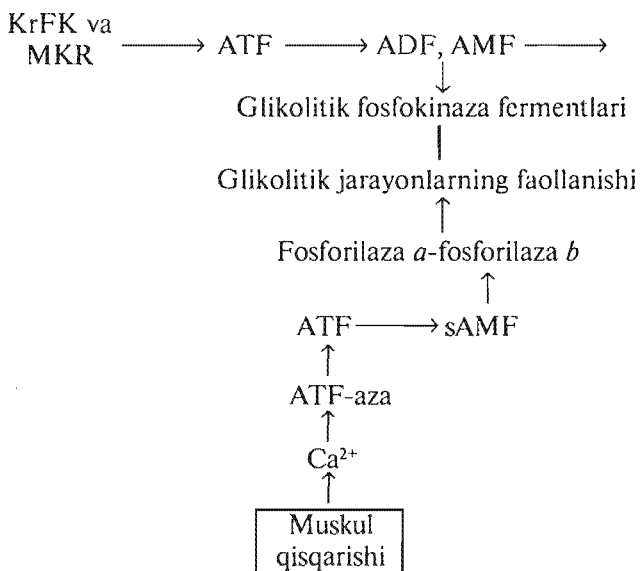 KrFK va
MKR → ATF → ADF, AMF →
↓
Glikolitik fosfokinaza fermentlari
Glikolitik jarayonlarning faollanishi
↑
Fosforilaza a-fosforilaza b
↑
ATF → sAMF
↑
ATF-aza
↑
Ca²⁺
↑
Muskul
qisqarishi